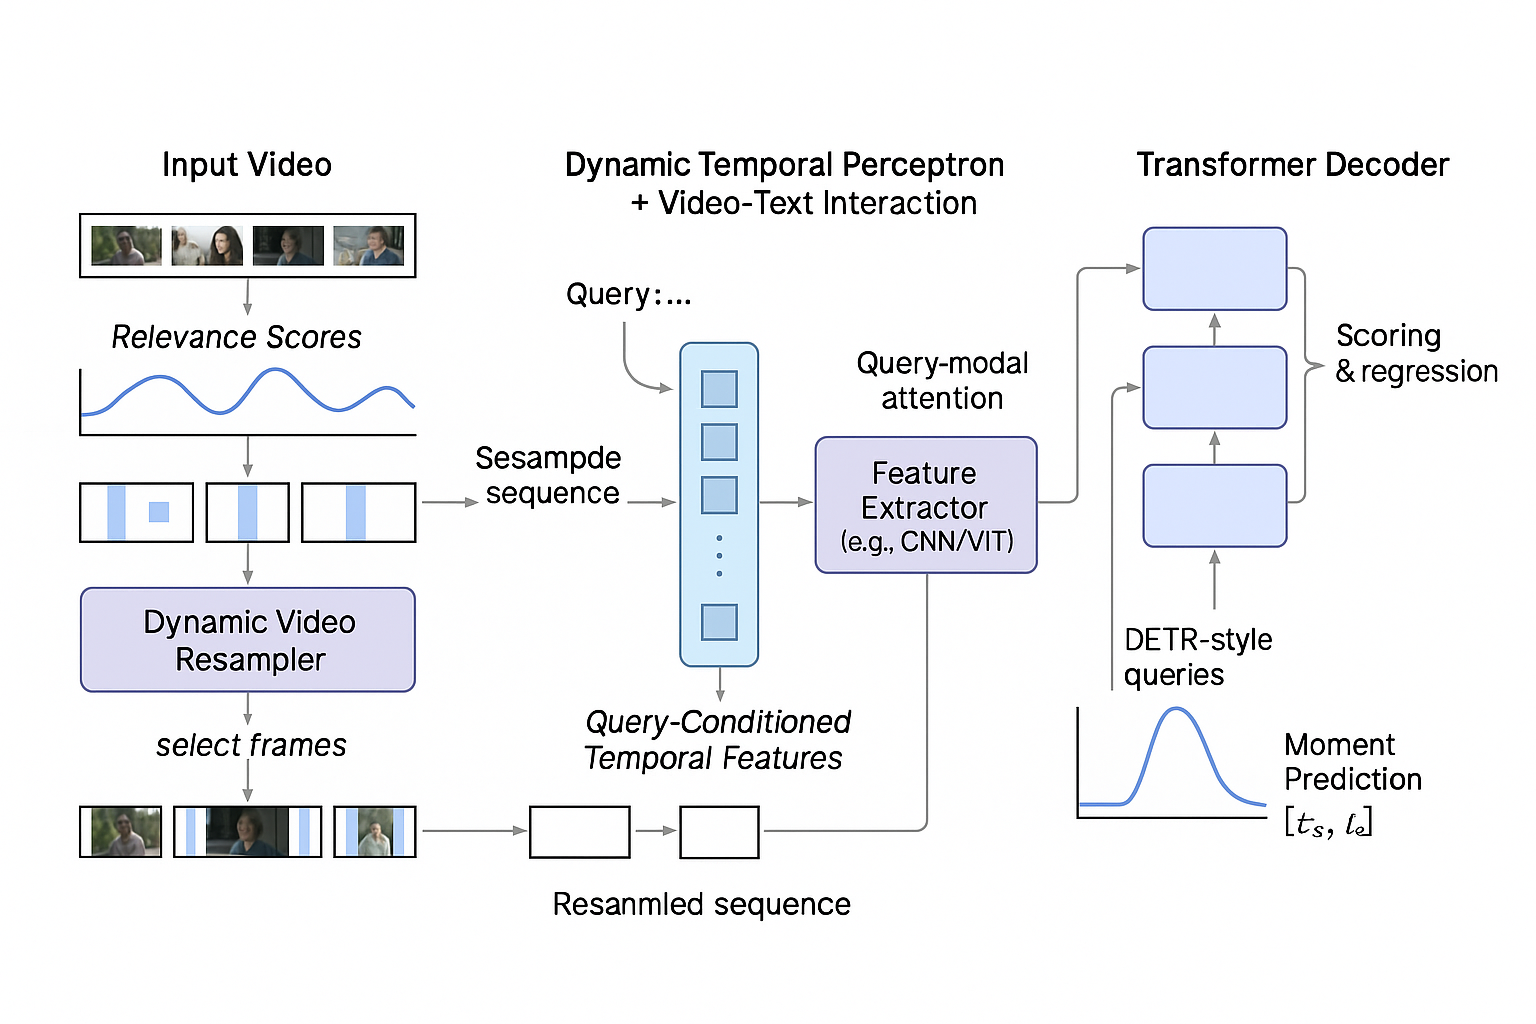 Input Video
Relevance Scores
Dynamic Video
Resampler
select frames
Dynamic Temporal Perceptron
+ Video-Text Interaction
Query:...
Sesampde
sequence
Query-Conditioned
Temporal Features
Resanmled sequence
Query-modal
attention
Feature
Extractor
(e.g., CNN/VIT)
Transformer Decoder
Scoring
& regression
DETR-style
queries
Moment
Prediction
[tₛ, lₑ]